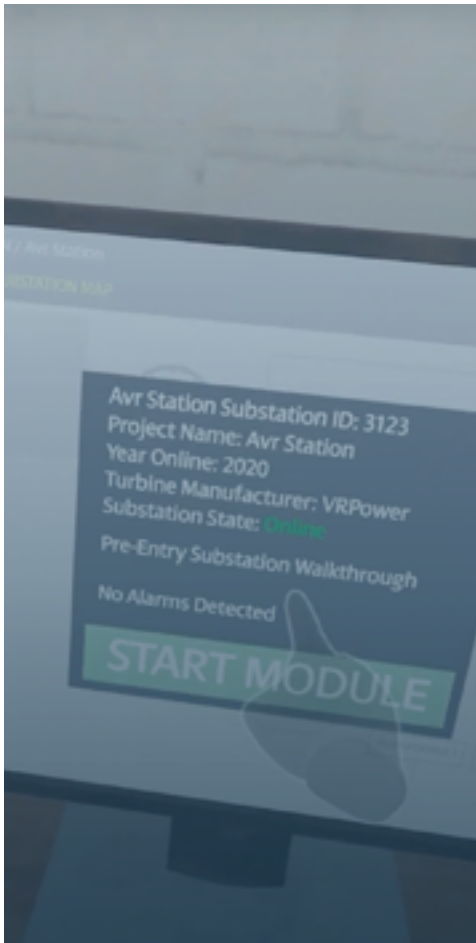 / Avr Station
SUBSTATION MAP
Avr Station Substation ID: 3123
Project Name: Avr Station
Year Online: 2020
Turbine Manufacturer: VRPower
Substation State: Online
Pre-Entry Substation Walkthrough
No Alarms Detected
START MODULE